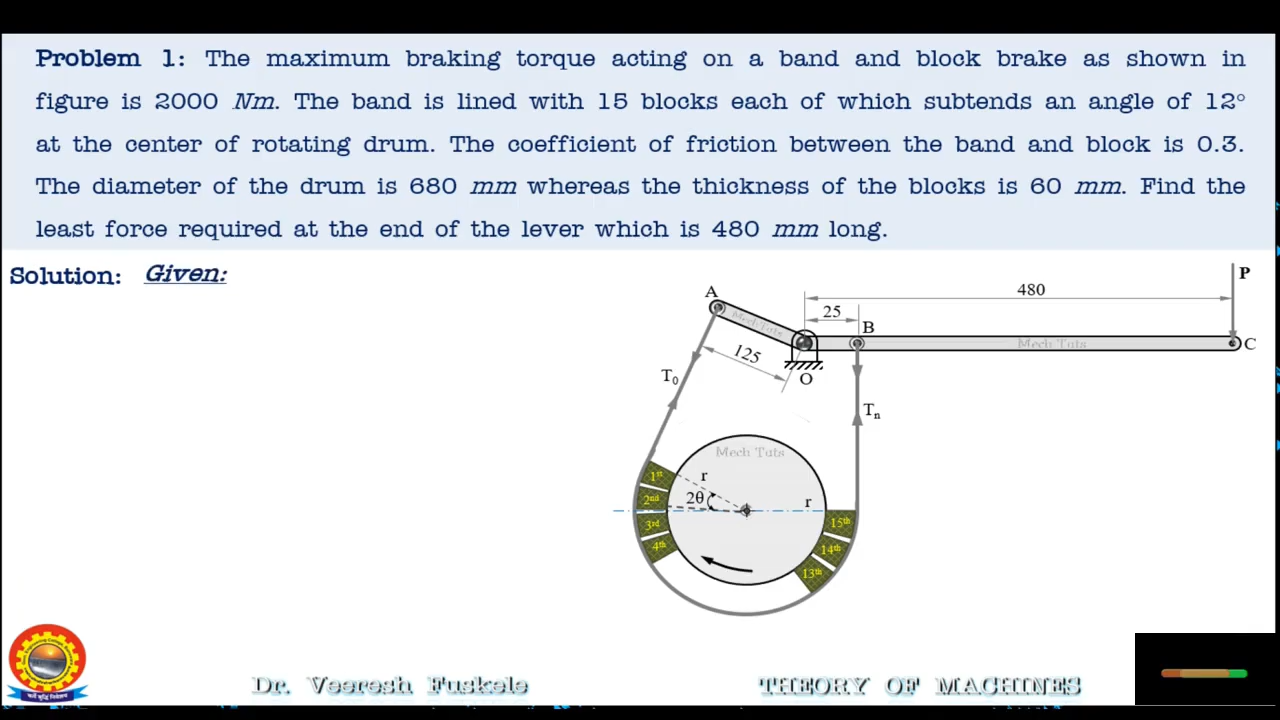 Problem 1: The maximum braking torque acting on a band and block brake as shown in
figure is 2000 Nm. The band is lined with 15 blocks each of which subtends an angle of 12°
at the center of rotating drum. The coefficient of friction between the band and block is 0.3.
The diameter of the drum is 680 mm whereas the thickness of the blocks is 60 mm. Find the
least force required at the end of the lever which is 480 mm long.
Solution: Given:
P
480
A
25
B
Mech Tuts
Mech Tuts
C
125
O
T₀
Tₙ
Mech Tuts
1st
r
2nd
2θ
r
3rd
15th
4th
14th
13th
Dr. Veeresh Fuskele
THEORY OF MACHINES